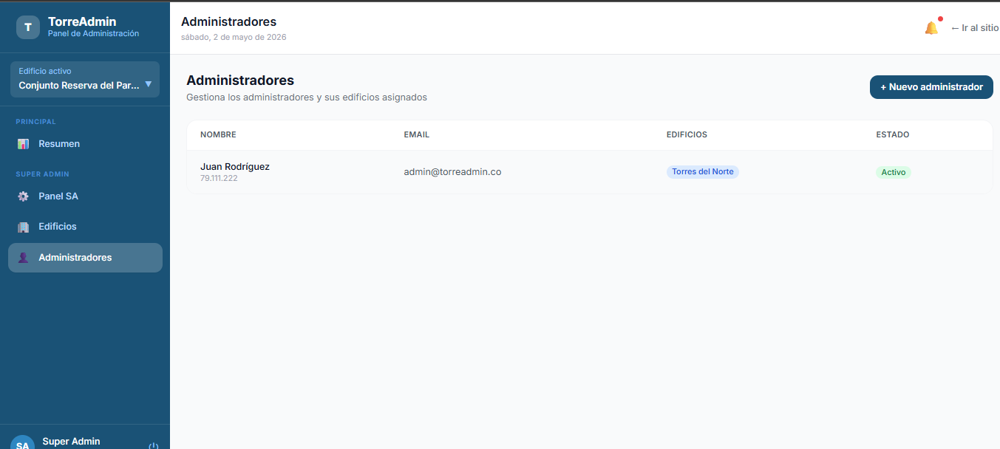 T
TorreAdmin
Panel de Administración
Edificio activo
Conjunto Reserva del Par... ▼
PRINCIPAL
Resumen
SUPER ADMIN
Panel SA
Edificios
Administradores
SA
Super Admin
Administradores
sábado, 2 de mayo de 2026
← Ir al sitio
Administradores
Gestiona los administradores y sus edificios asignados
+ Nuevo administrador
NOMBRE EMAIL EDIFICIOS ESTADO
Juan Rodríguez
79.111.222
admin@torreadmin.co
Torres del Norte
Activo